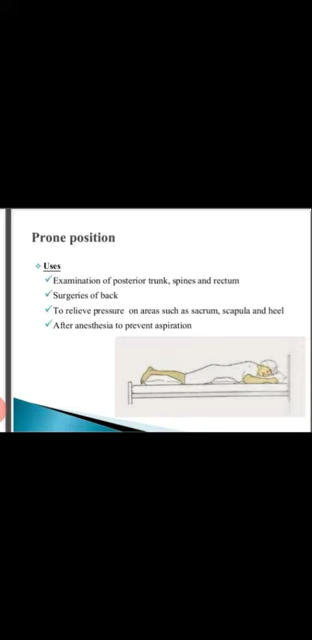 Prone position
Uses
Examination of posterior trunk, spines and rectum
Surgeries of back
To relieve pressure on areas such as sacrum, scapula and heel
After anesthesia to prevent aspiration